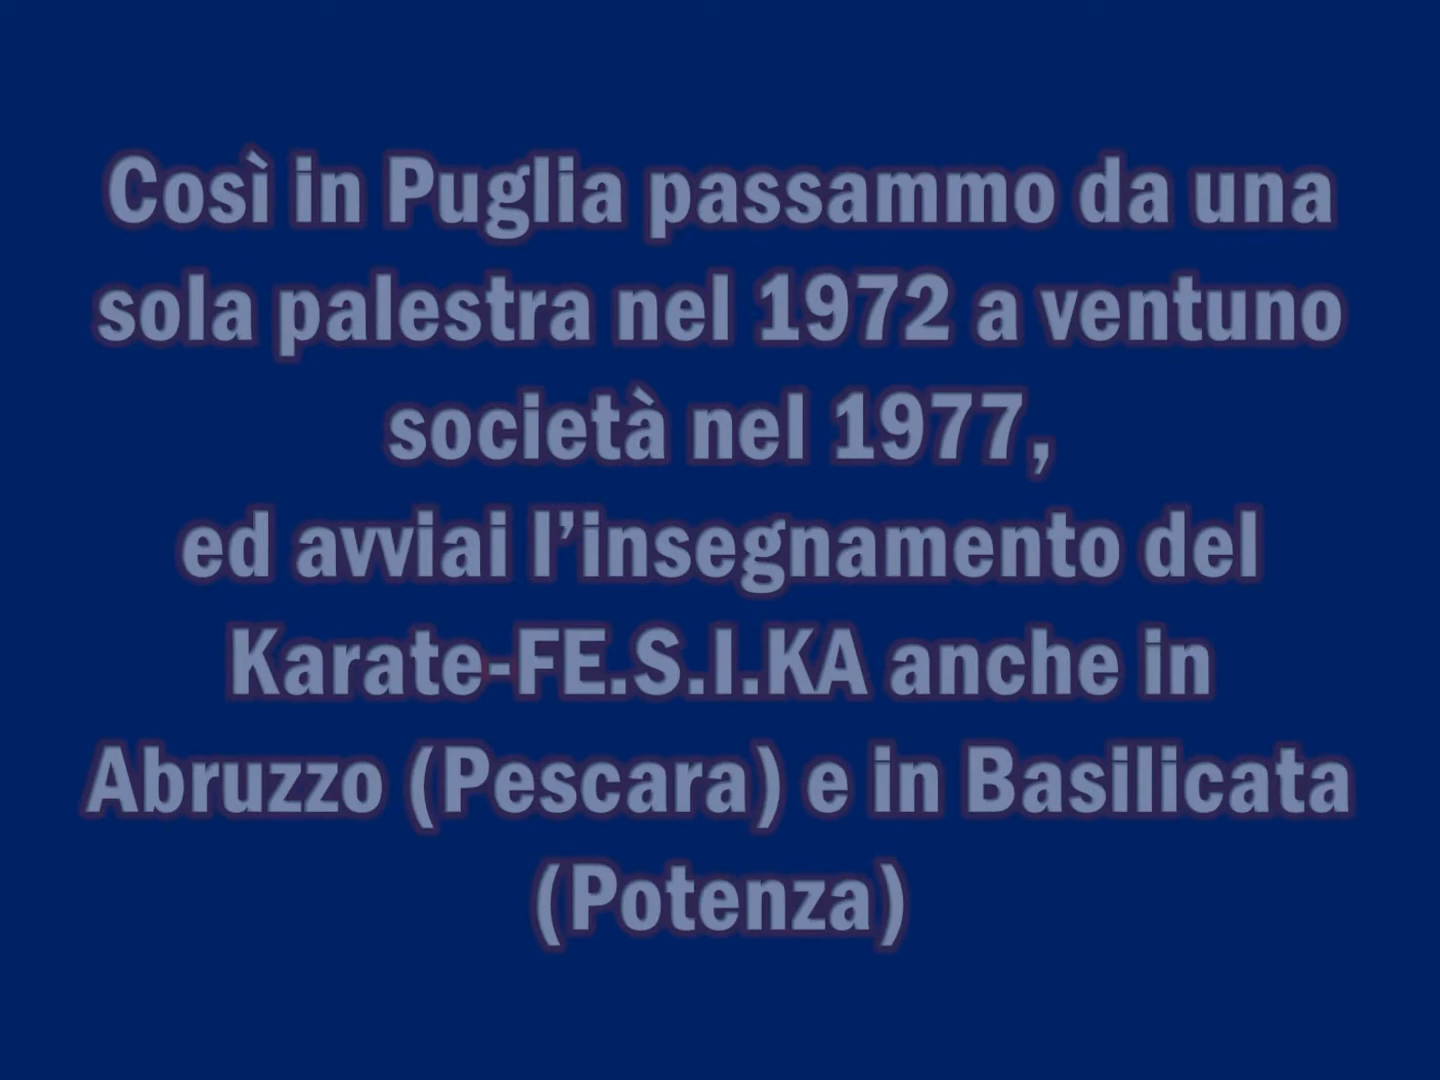 Così in Puglia passammo da una
sola palestra nel 1972 a ventuno
società nel 1977,
ed avviai l’insegnamento del
Karate-FE.S.I.KA anche in
Abruzzo (Pescara) e in Basilicata
(Potenza)